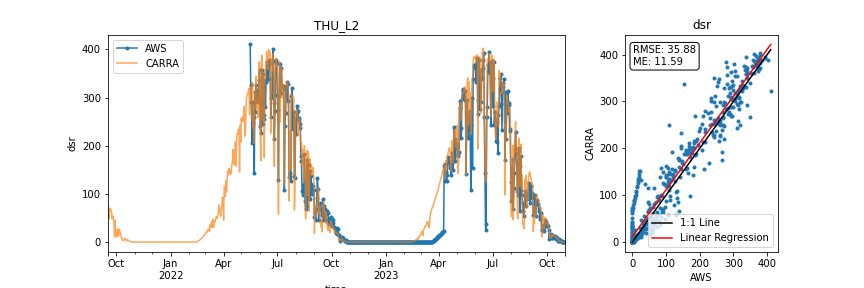 THU_L2
dsr
400
300
200
100
0
AWS
CARRA
dsr
Oct
Jan
2022
Apr
Jul
Oct
Jan
2023
Apr
Jul
Oct
time
dsr
RMSE: 35.88
ME: 11.59
CARRA
400
300
200
100
0
1:1 Line
Linear Regression
0
100
200
300
400
AWS